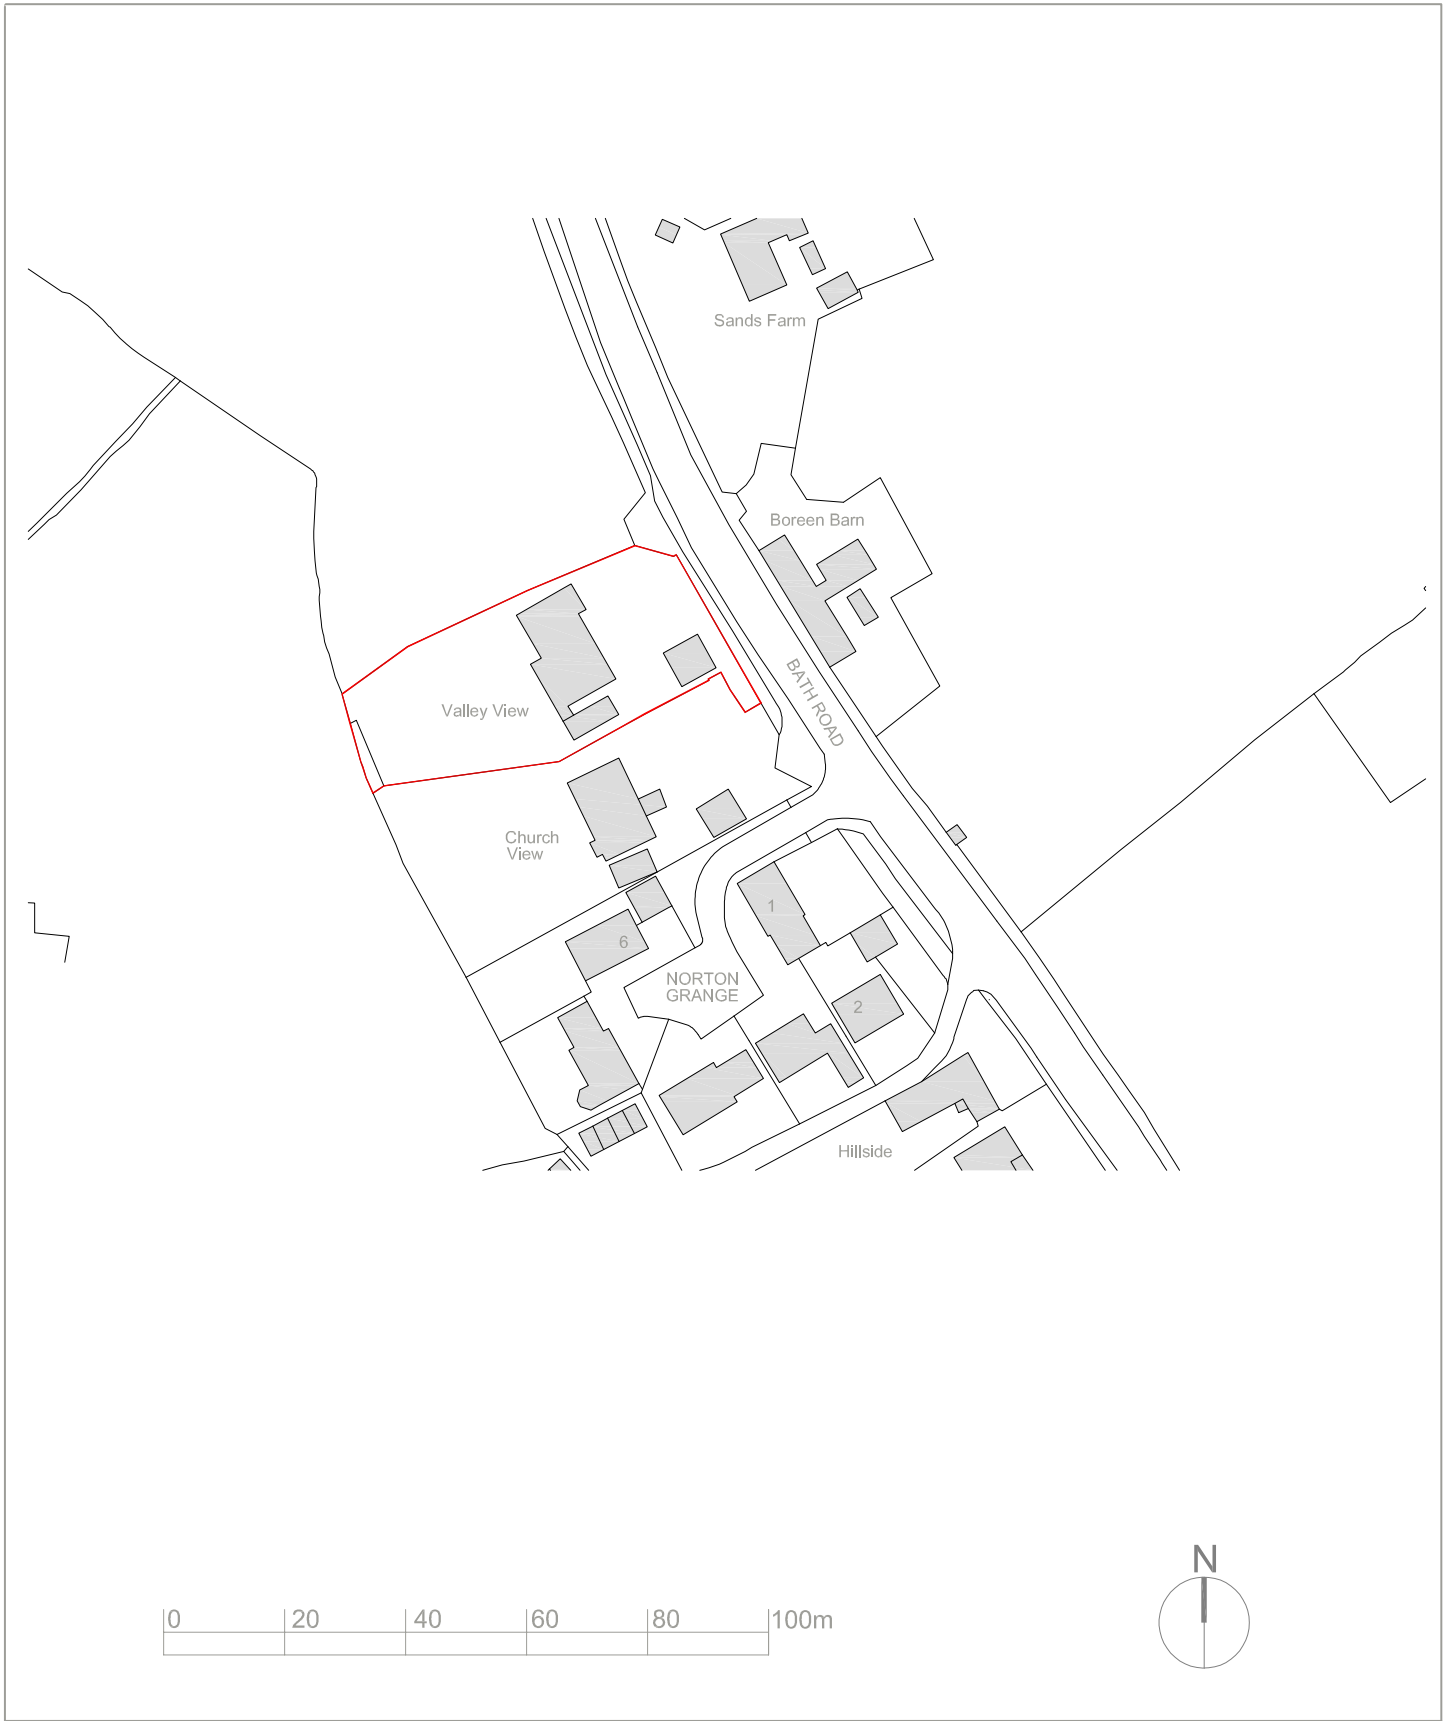 Sands Farm
Boreen Barn
BATH ROAD
Valley View
Church
View
1
6
NORTON
GRANGE
2
Hillside
N
0 20 40 60 80 100m